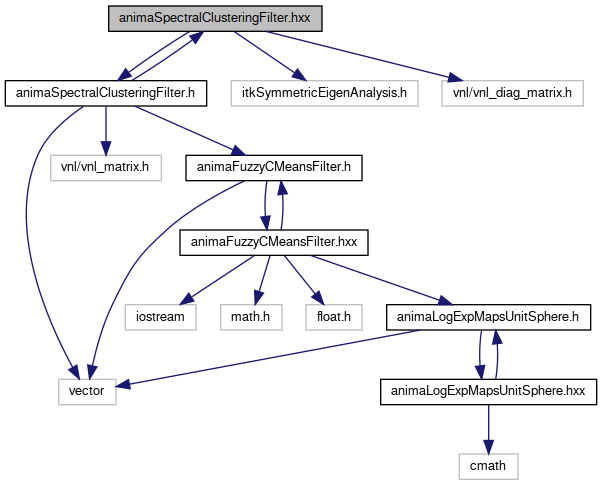 animaSpectralClusteringFilter.hxx
animaSpectralClusteringFilter.h
itkSymmetricEigenAnalysis.h
vnl/vnl_diag_matrix.h
vnl/vnl_matrix.h
animaFuzzyCMeansFilter.h
animaFuzzyCMeansFilter.hxx
iostream
math.h
float.h
animaLogExpMapsUnitSphere.h
vector
animaLogExpMapsUnitSphere.hxx
cmath